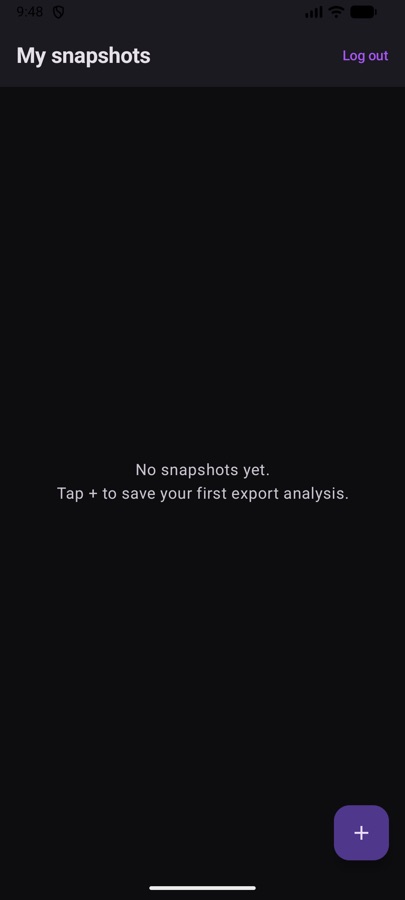 9:48
My snapshots
Log out
No snapshots yet.
Tap + to save your first export analysis.
+